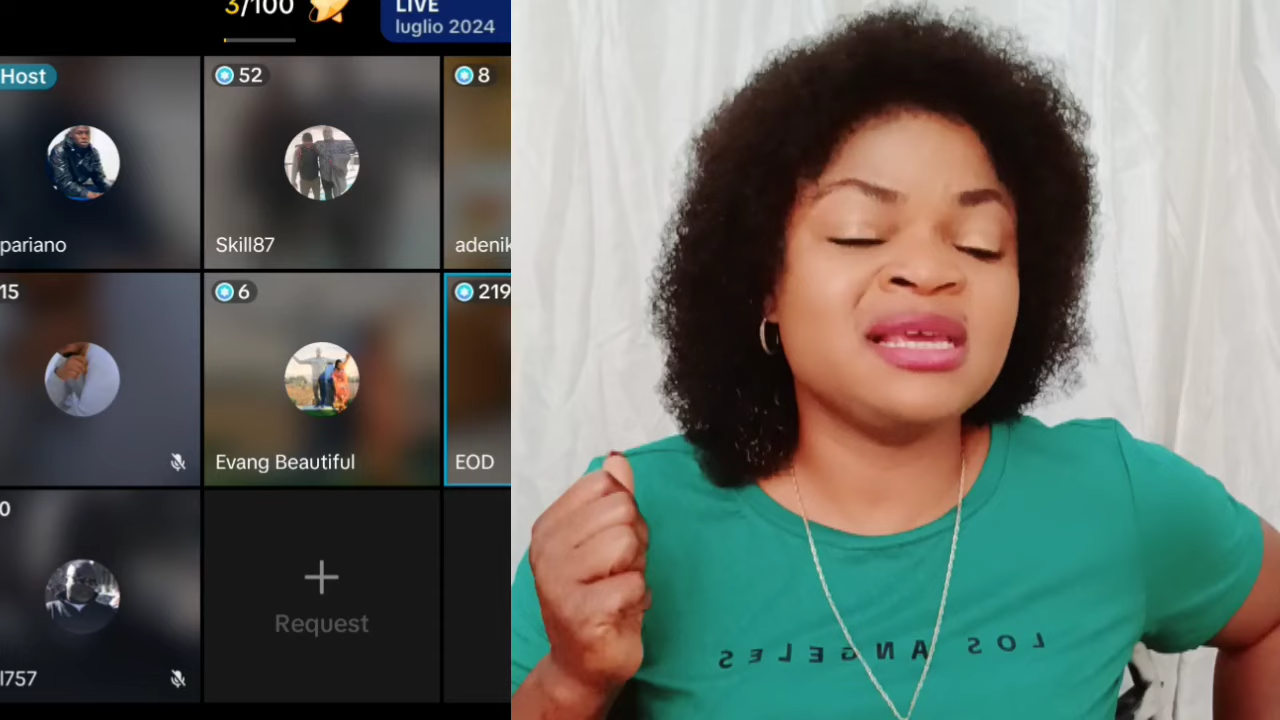 3/100
LIVE
luglio 2024
Host
52
8
pariano
Skill87
adenik
15
6
219
Evang Beautiful
EOD
0
Request
l757
LOS ANGELES